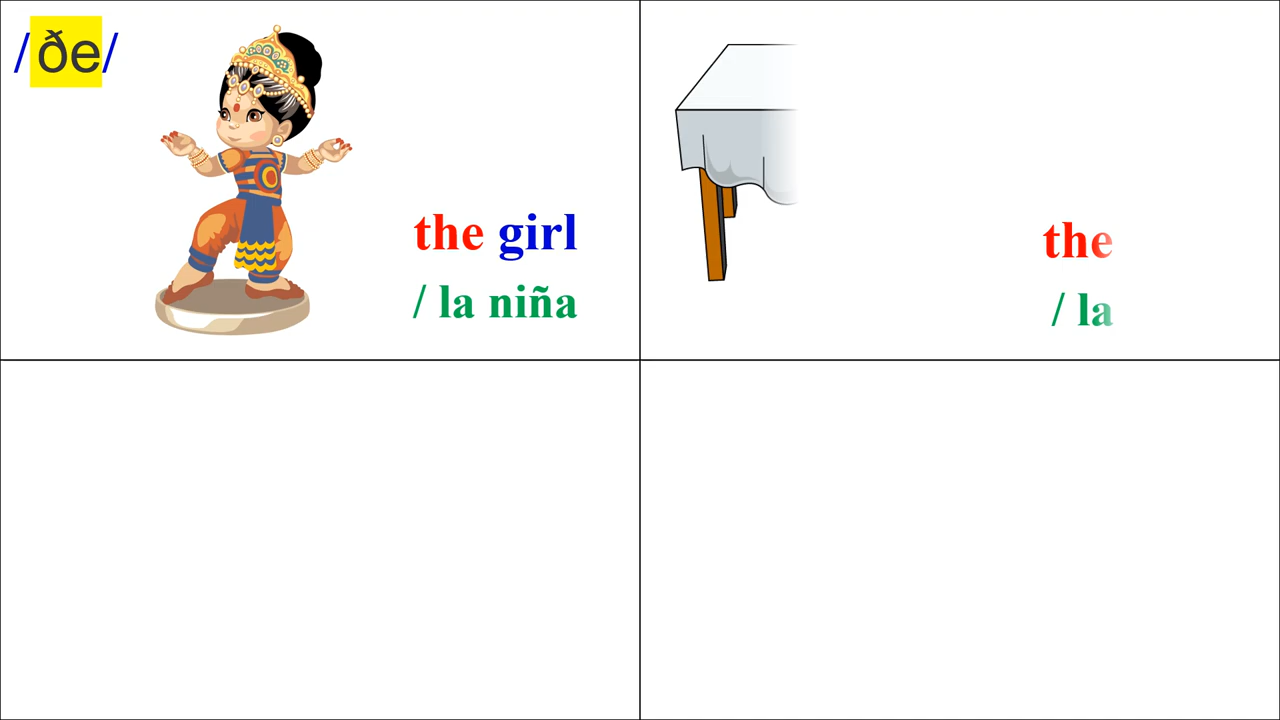 /ðe/
the girl
/ la niña
the
/ la